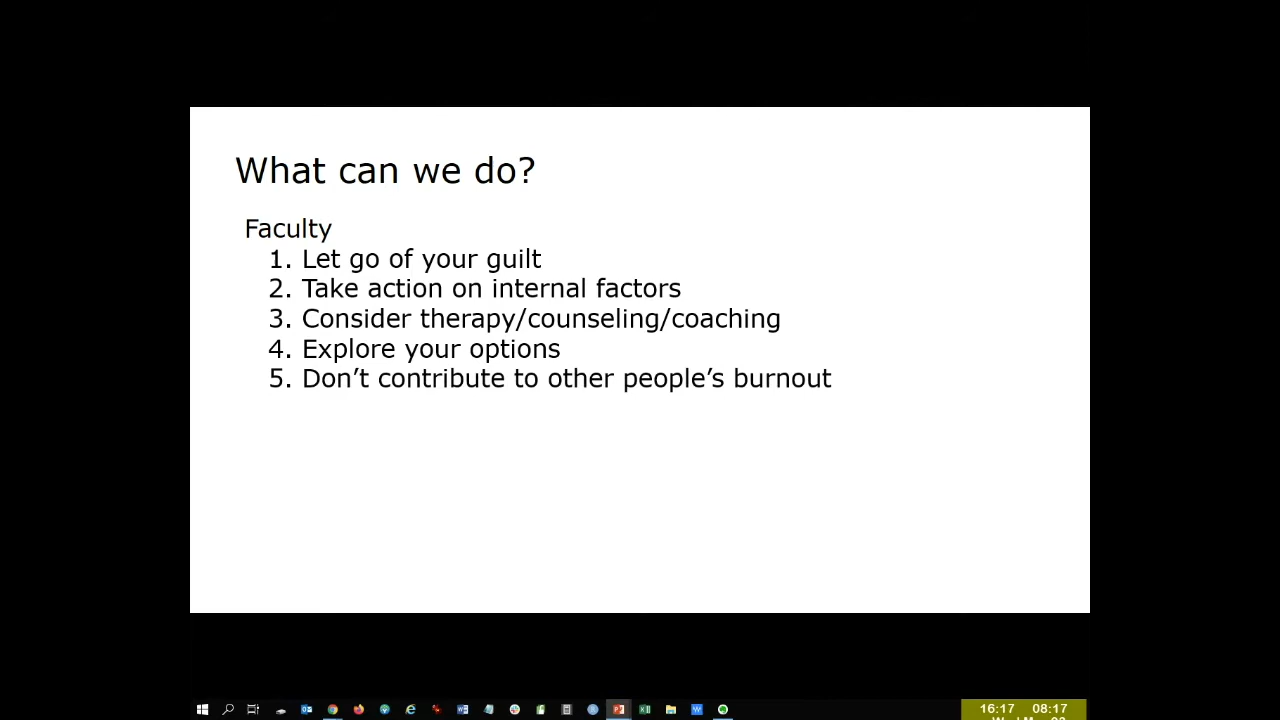 What can we do?
Faculty
1. Let go of your guilt
2. Take action on internal factors
3. Consider therapy/counseling/coaching
4. Explore your options
5. Don’t contribute to other people’s burnout
16:17 08:17